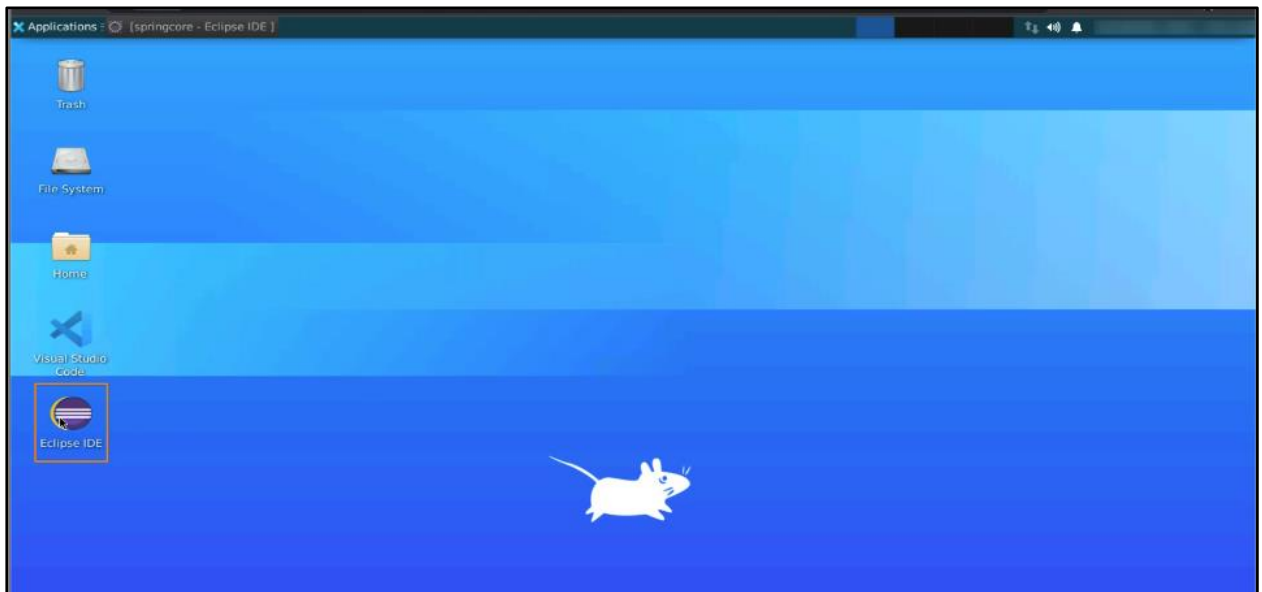 Applications
[springcore - Eclipse IDE ]
Trash
File System
Home
Visual Studio
Code
Eclipse IDE